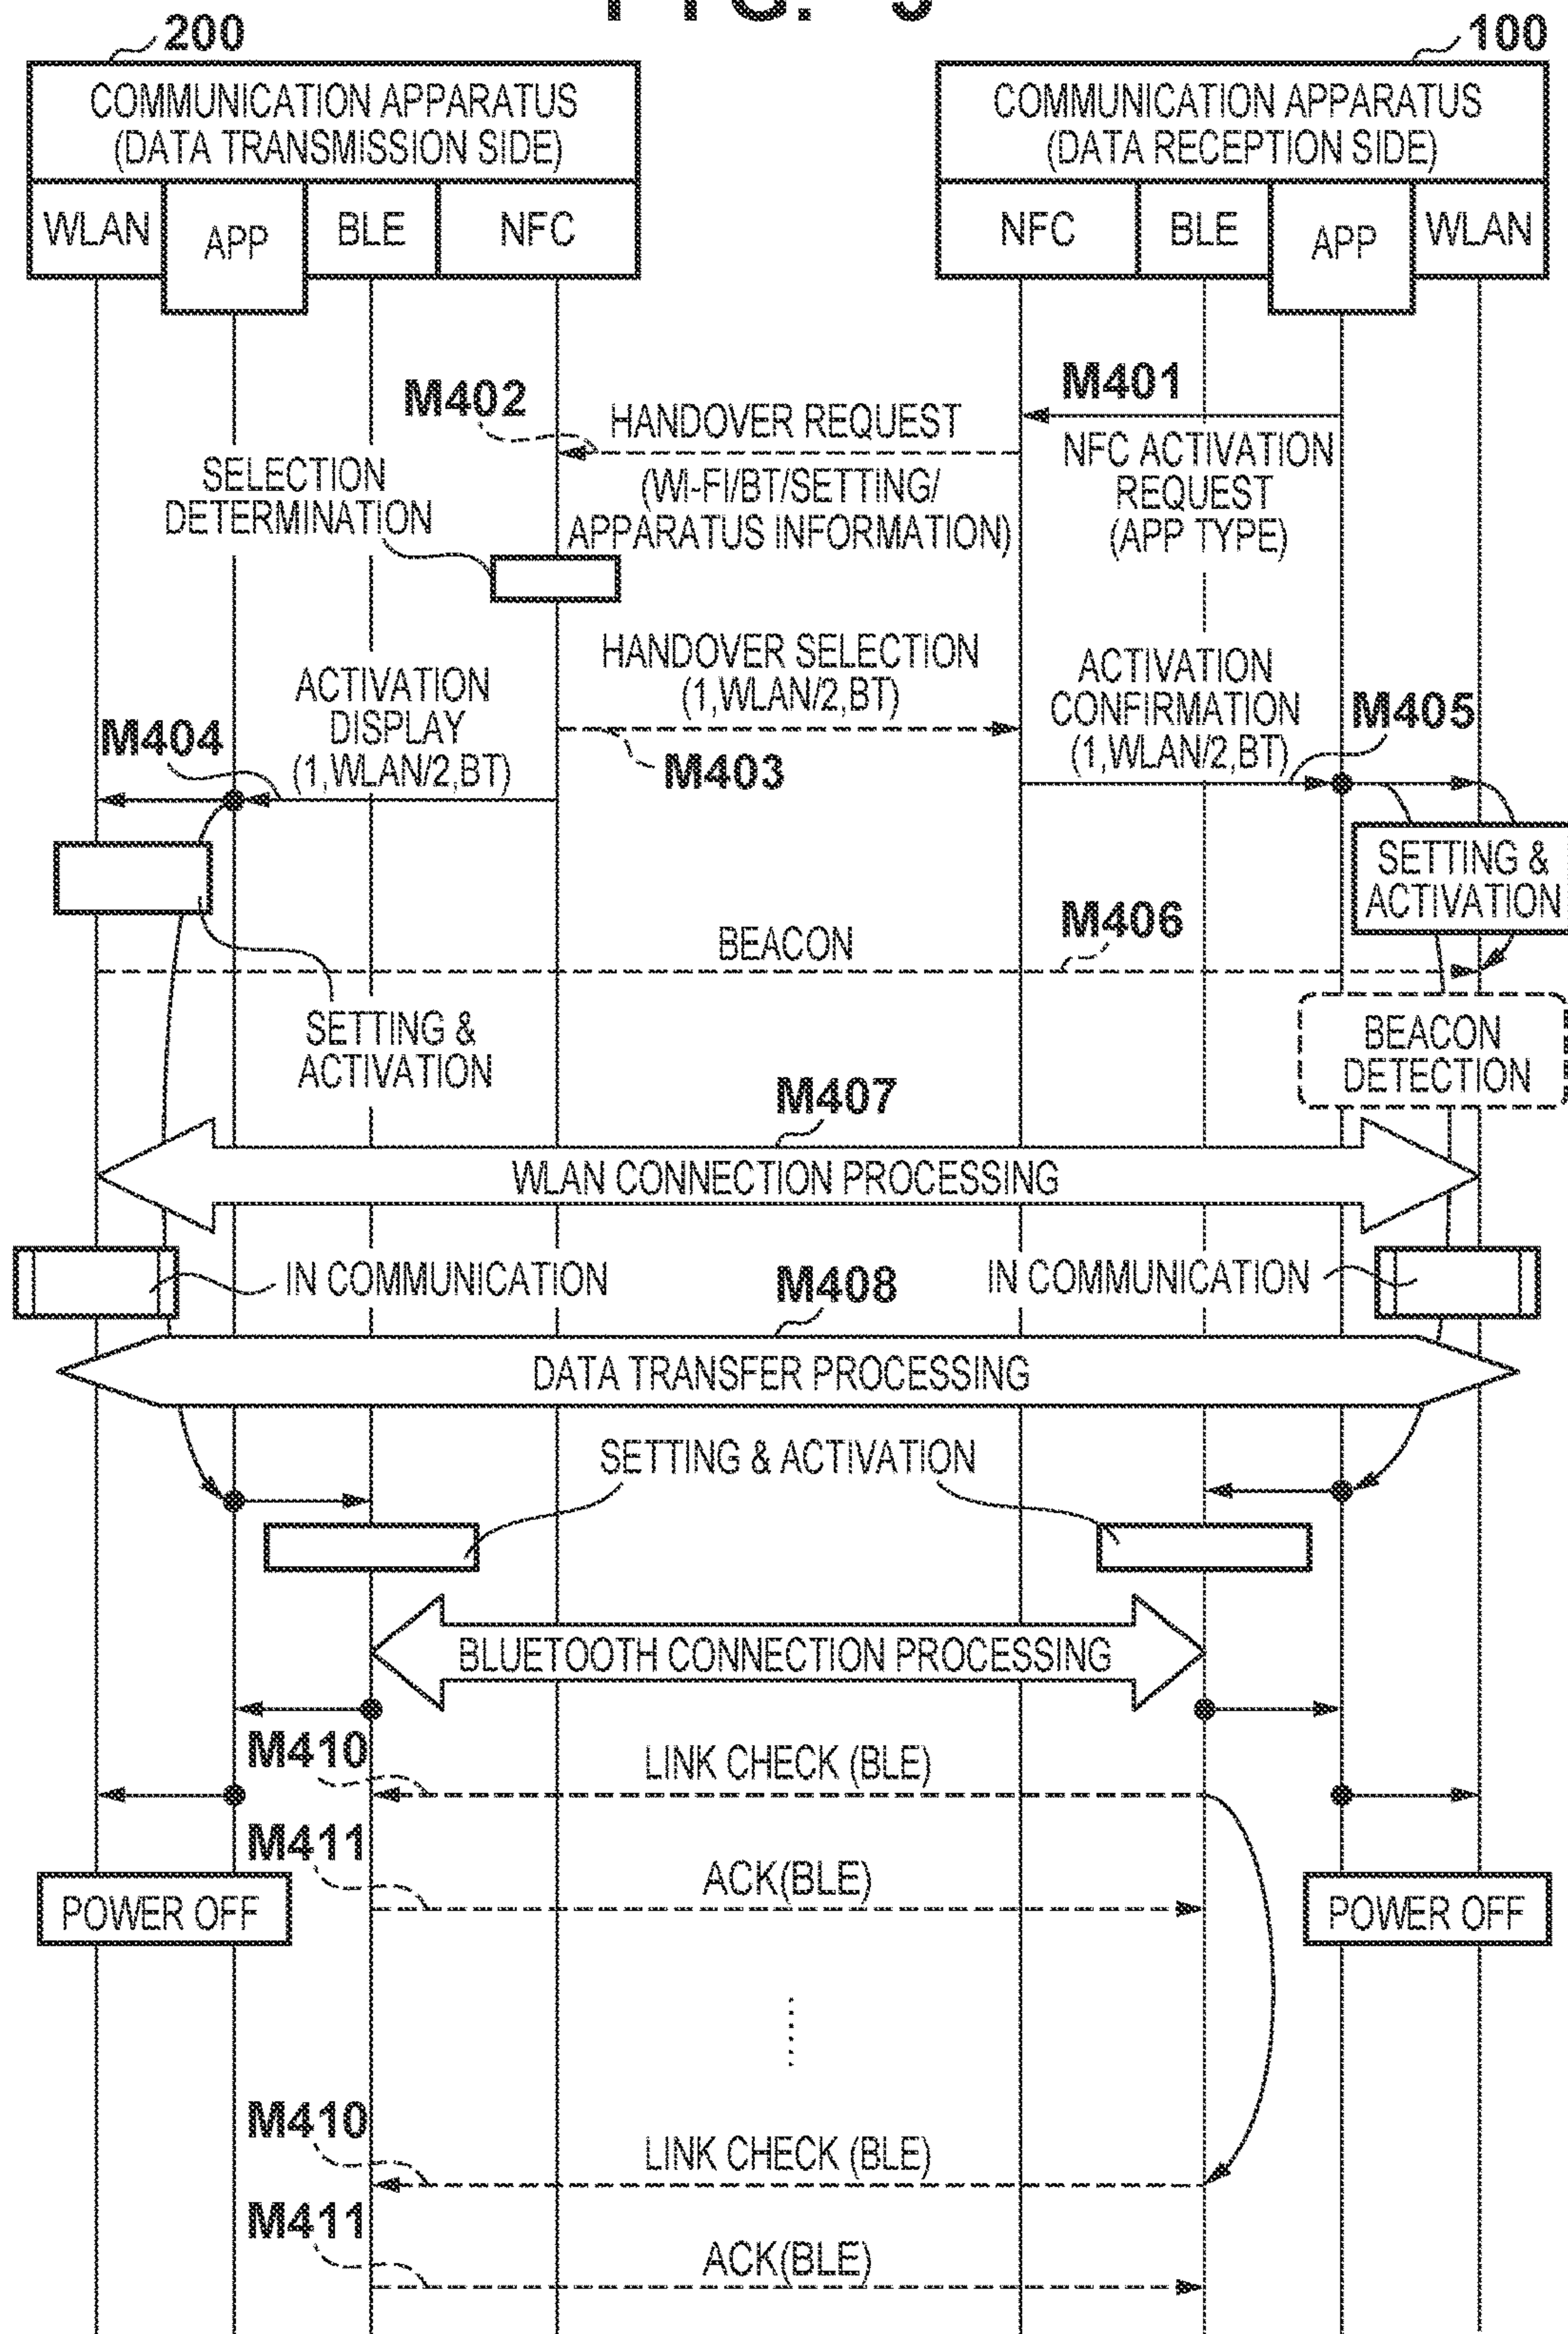 200
100
COMMUNICATION APPARATUS
(DATA TRANSMISSION SIDE)
COMMUNICATION APPARATUS
(DATA RECEPTION SIDE)
WLAN
APP
BLE
NFC
NFC
BLE
APP
WLAN
M401
M402
HANDOVER REQUEST
NFC ACTIVATION
REQUEST
(APP TYPE)
SELECTION
DETERMINATION
(WI-FI/BT/SETTING/
APPARATUS INFORMATION)
HANDOVER SELECTION
(1,WLAN/2,BT)
ACTIVATION
CONFIRMATION
(1,WLAN/2,BT)
ACTIVATION
DISPLAY
(1,WLAN/2,BT)
M404
M403
M405
SETTING &
ACTIVATION
M406
BEACON
SETTING &
ACTIVATION
BEACON
DETECTION
M407
WLAN CONNECTION PROCESSING
IN COMMUNICATION
IN COMMUNICATION
M408
DATA TRANSFER PROCESSING
SETTING & ACTIVATION
BLUETOOTH CONNECTION PROCESSING
M410
LINK CHECK (BLE)
M411
ACK(BLE)
POWER OFF
POWER OFF
M410
LINK CHECK (BLE)
M411
ACK(BLE)